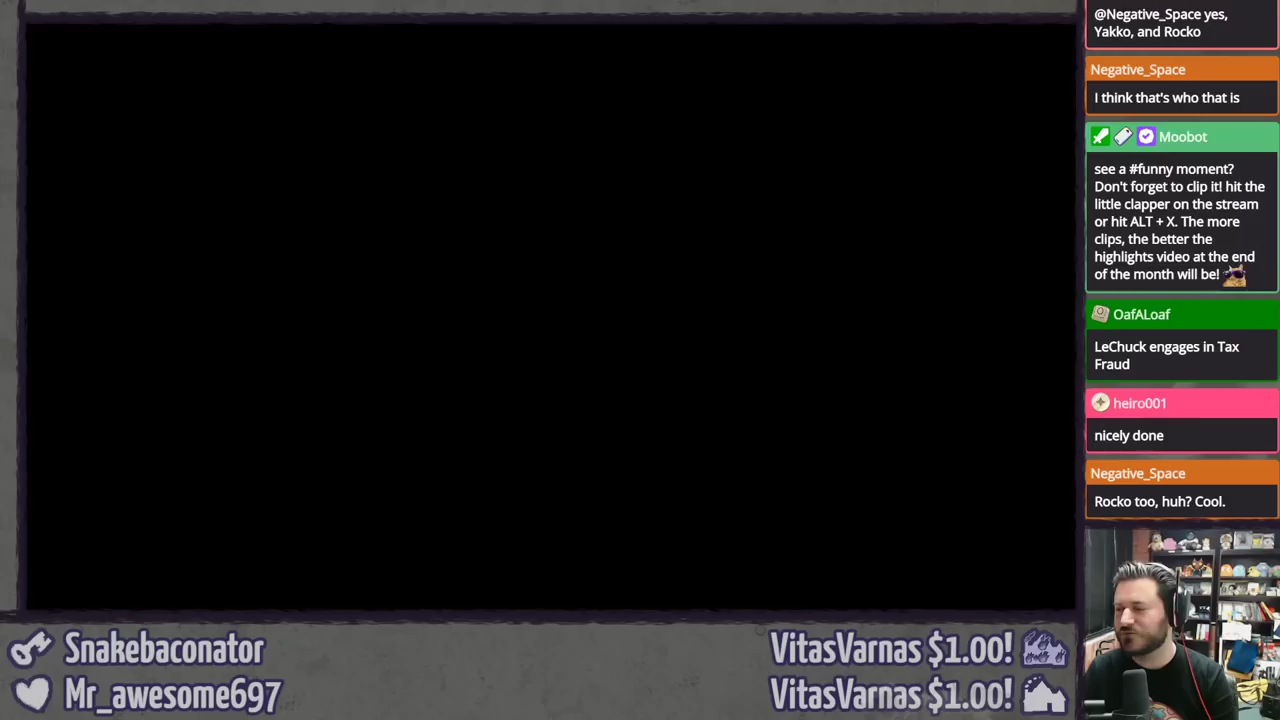 @Negative_Space yes,
Yakko, and Rocko
Negative_Space
I think that's who that is
Moobot
see a #funny moment?
Don't forget to clip it! hit the
little clapper on the stream
or hit ALT + X. The more
clips, the better the
highlights video at the end
of the month will be!
OafALoaf
LeChuck engages in Tax
Fraud
heiro001
nicely done
Negative_Space
Rocko too, huh? Cool.
Snakebaconator
VitasVarnas $1.00!
Mr_awesome697
VitasVarnas $1.00!